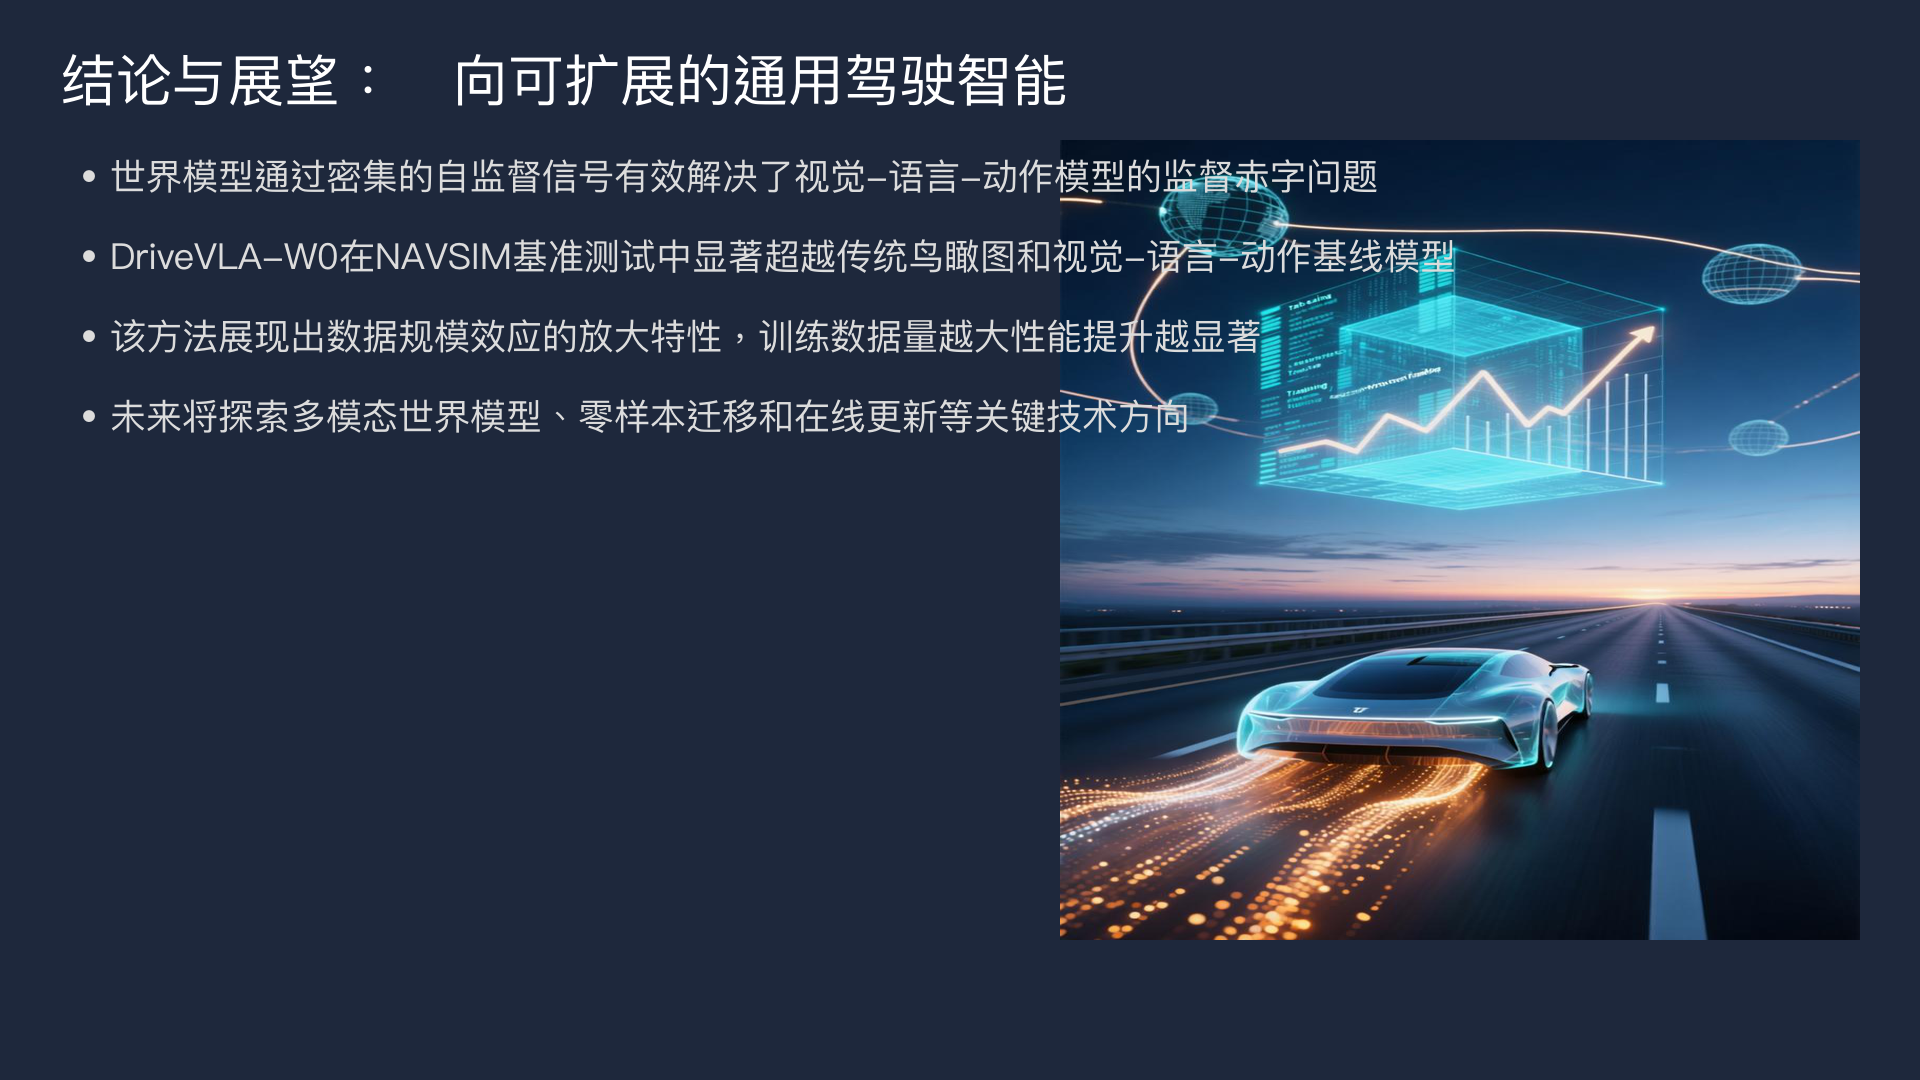 结论与展望： 向可扩展的通用驾驶智能
• 世界模型通过密集的自监督信号有效解决了视觉–语言–动作模型的监督赤字问题
• DriveVLA–W0在NAVSIM基准测试中显著超越传统鸟瞰图和视觉–语言–动作基线模型
• 该方法展现出数据规模效应的放大特性，训练数据量越大性能提升越显著
• 未来将探索多模态世界模型、零样本迁移和在线更新等关键技术方向